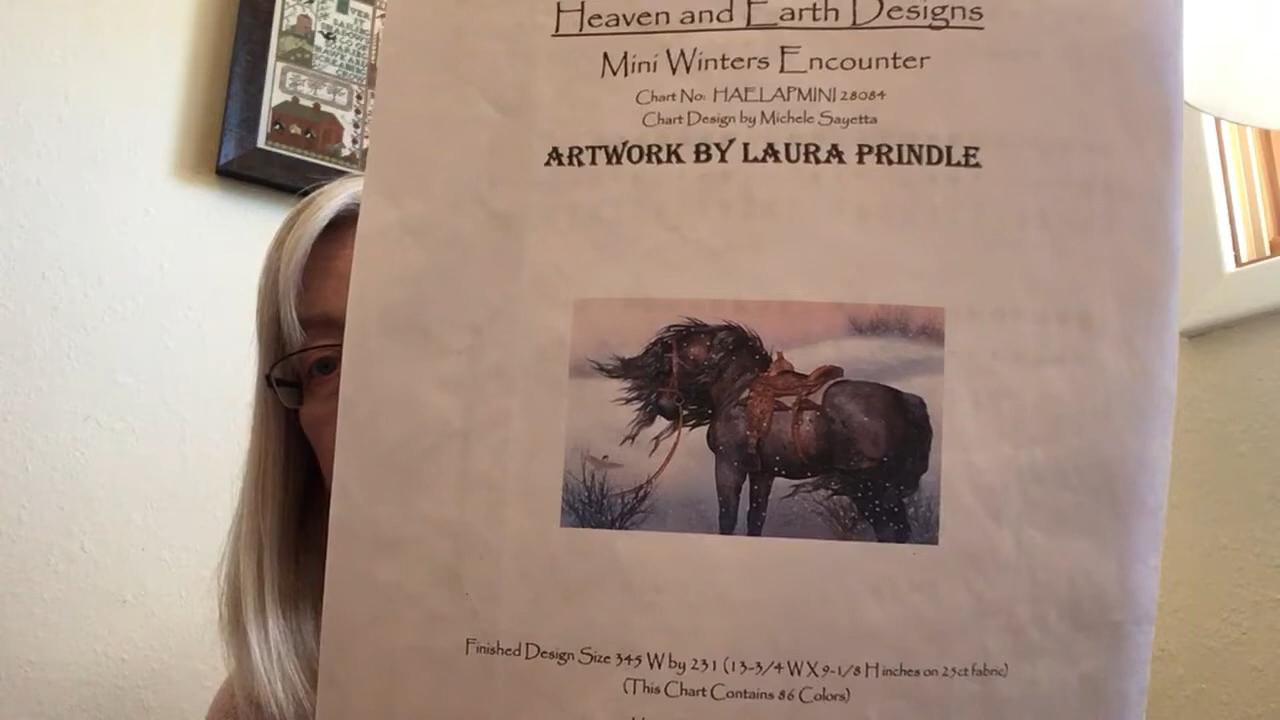 Heaven and Earth Designs
Mini Winters Encounter
Chart No: HAELAPMINI 28084
Chart Design by Michele Sayetta
ARTWORK BY LAURA PRINDLE
Finished Design Size 345 W by 231 (13-3/4 W X 9-1/8 H inches on 25ct fabric)
(This Chart Contains 86 Colors)